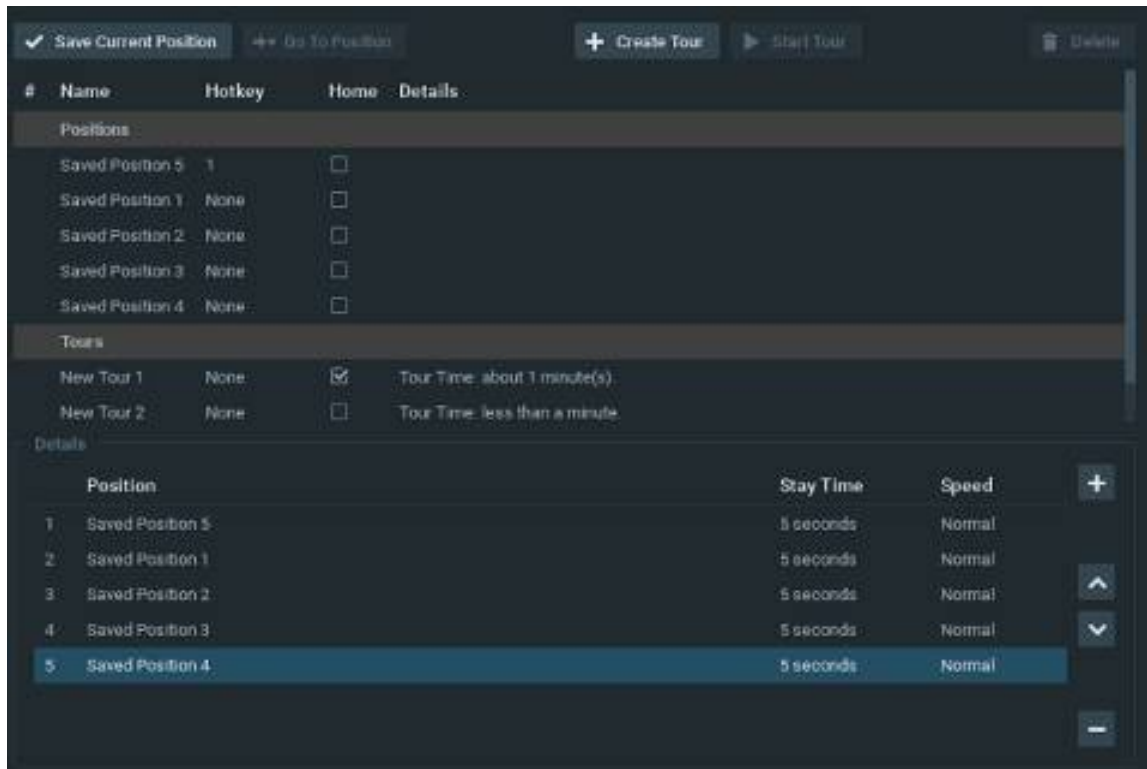 Save Current Position Go To Position Create Tour Start Tour Delete
# Name Hotkey Home Details
Positions
Saved Position 5 1
Saved Position 1 None
Saved Position 2 None
Saved Position 3 None
Saved Position 4 None
Tours
New Tour 1 None Tour Time: about 1 minute(s).
New Tour 2 None Tour Time: less than a minute.
Details
Position Stay Time Speed
1 Saved Position 5 5 seconds Normal
2 Saved Position 1 5 seconds Normal
3 Saved Position 2 5 seconds Normal
4 Saved Position 3 5 seconds Normal
5 Saved Position 4 5 seconds Normal